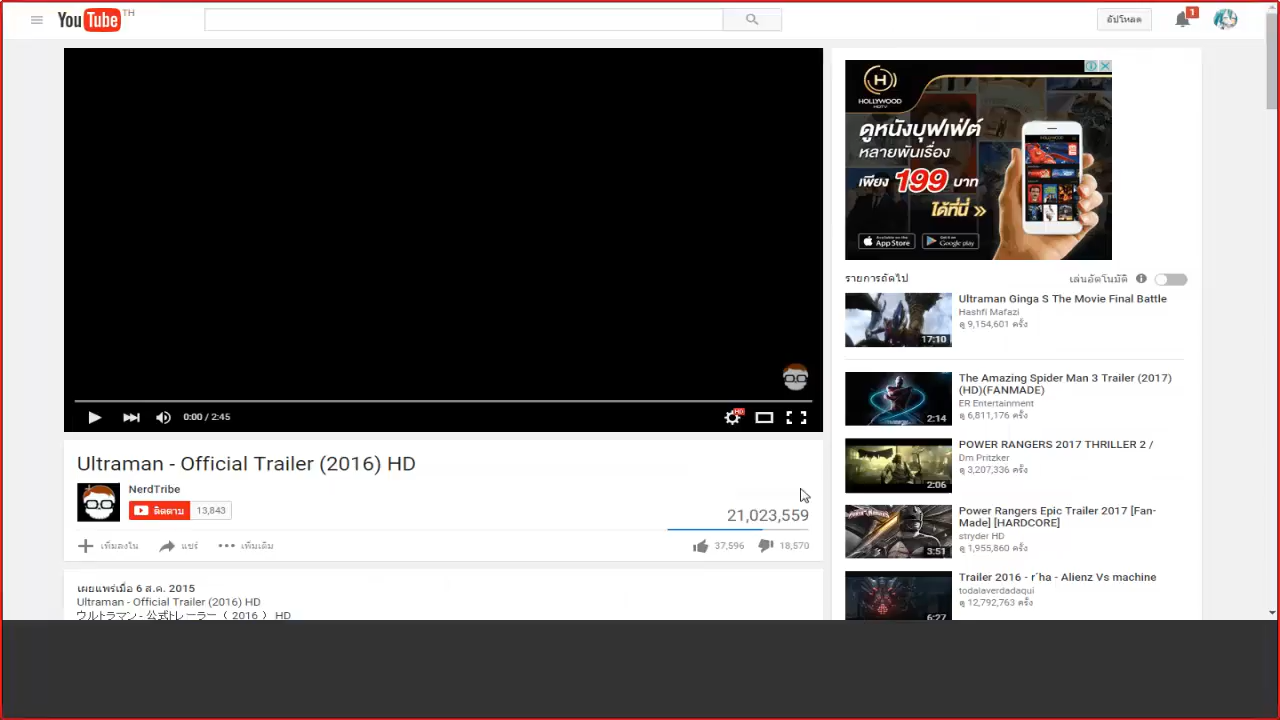 YouTube TH
อัปโหลด
1
HOLLYWOOD
HDTV
ดูหนังบุฟเฟ่ต์
หลายพันเรื่อง
เพียง 199 บาท
ได้ที่นี่ »
App Store
Google play
0:00 / 2:45
HD
Ultraman - Official Trailer (2016) HD
NerdTribe
ติดตาม 13,843
21,023,559
เพิ่มลงใน แชร์ เพิ่มเติม
37,596 18,570
เผยแพร่เมื่อ 6 ส.ค. 2015
Ultraman - Official Trailer (2016) HD
ウルトラマン - 公式トレーラー（ 2016 ） HD
รายการถัดไป เล่นอัตโนมัติ
Ultraman Ginga S The Movie Final Battle
Hashfi Mafazi
ดู 9,154,601 ครั้ง
17:10
The Amazing Spider Man 3 Trailer (2017)
(HD)(FANMADE)
ER Entertainment
ดู 6,811,176 ครั้ง
2:14
POWER RANGERS 2017 THRILLER 2 /
Dm Pritzker
ดู 3,207,336 ครั้ง
2:06
Power Rangers Epic Trailer 2017 [Fan-
Made] [HARDCORE]
stryder HD
ดู 1,955,860 ครั้ง
3:51
Trailer 2016 - r´ha - Alienz Vs machine
todalaverdadaqui
ดู 12,792,763 ครั้ง
6:27